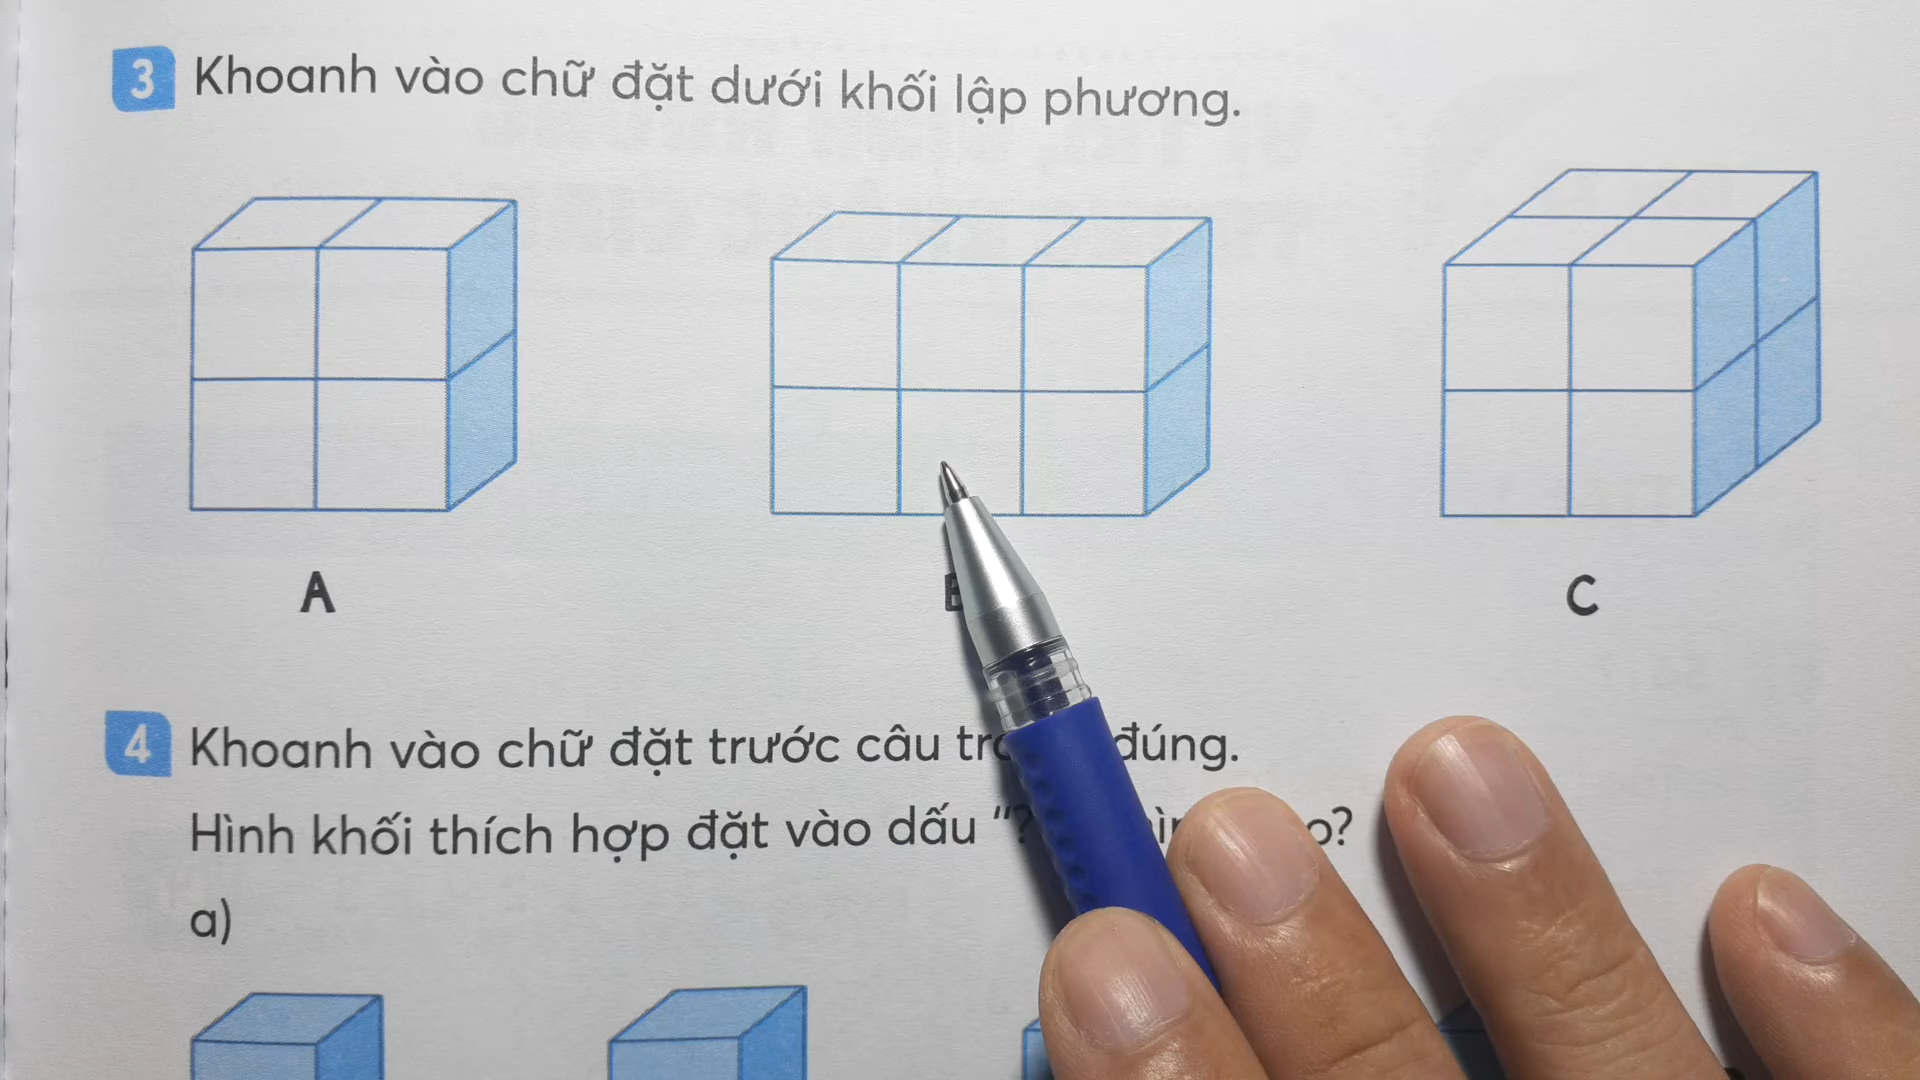 3 Khoanh vào chữ đặt dưới khối lập phương.
A C
4 Khoanh vào chữ đặt trước câu đúng.
Hình khối thích hợp đặt vào dấu "?
a)